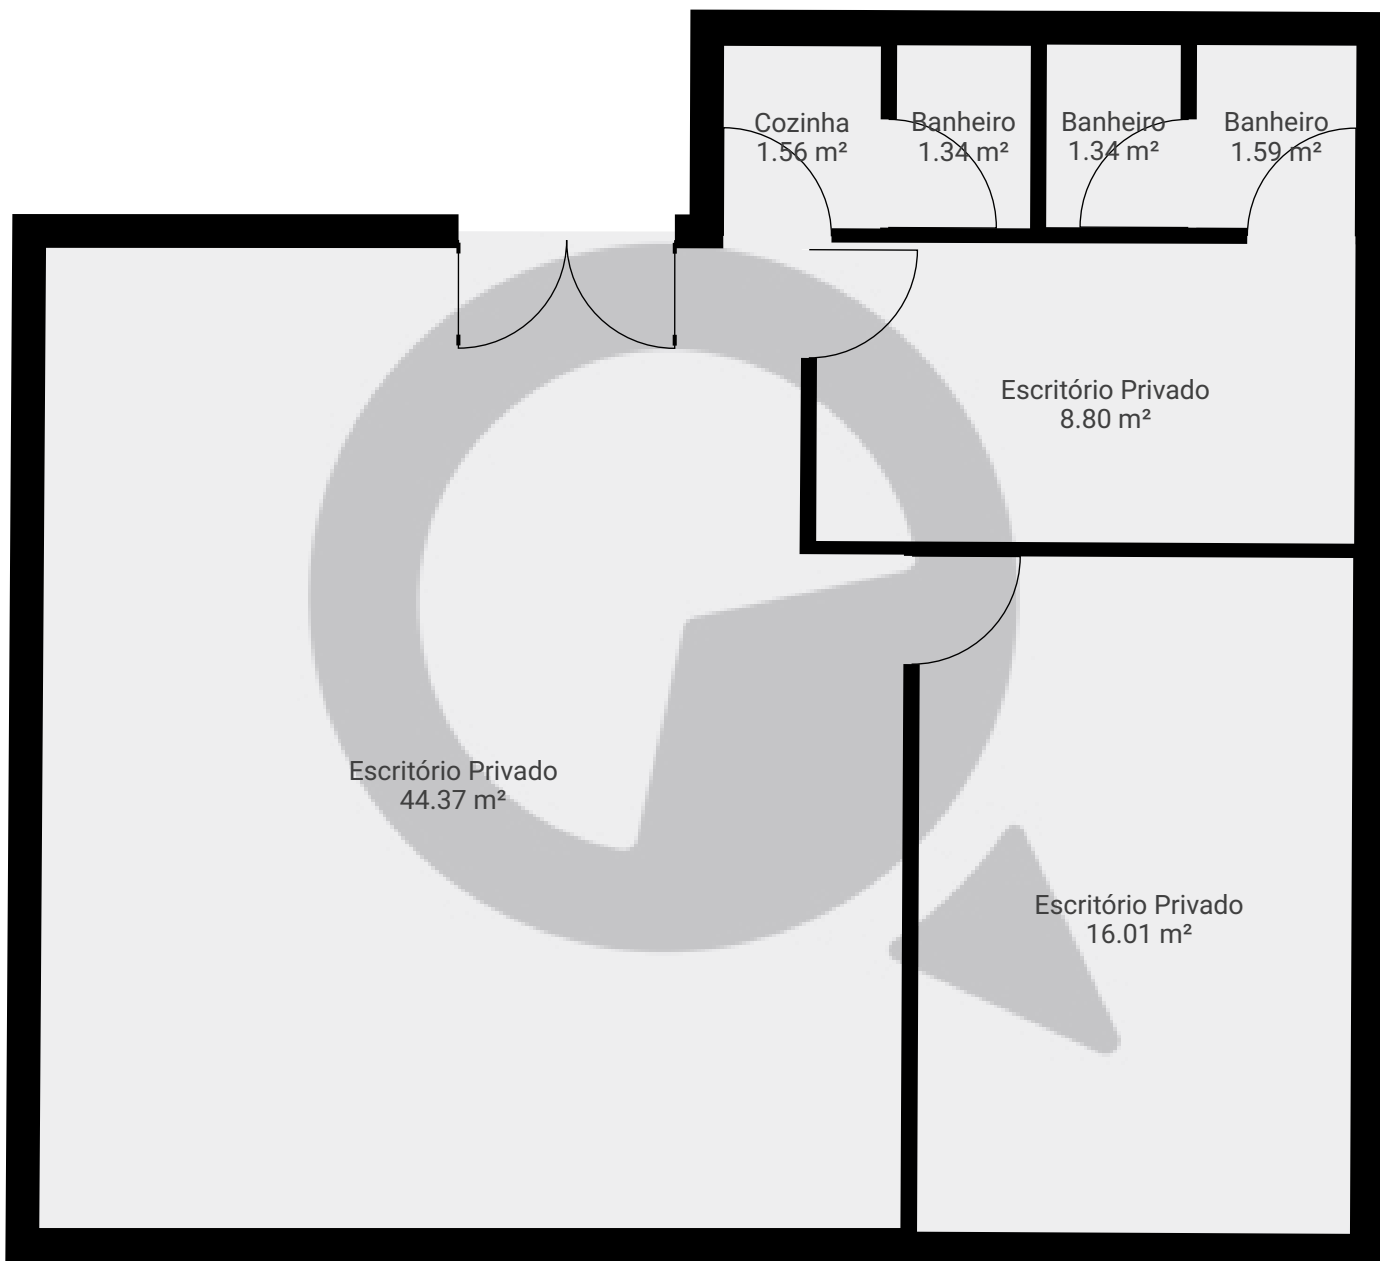 Cozinha
1.56 m²
Banheiro
1.34 m²
Banheiro
1.34 m²
Banheiro
1.59 m²
Escritório Privado
8.80 m²
Escritório Privado
44.37 m²
Escritório Privado
16.01 m²